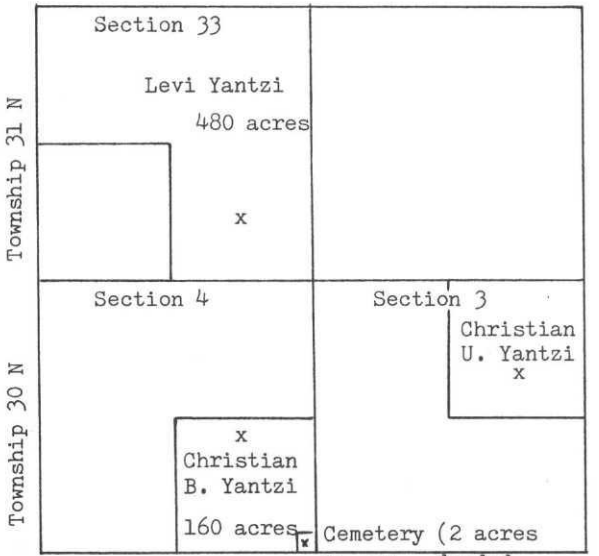 Section 33
Levi Yantzi
480 acres
Township 31 N
x
Section 4
Section 3
Christian
U. Yantzi
x
Township 30 N
x
Christian
B. Yantzi
160 acres
x
Cemetery (2 acres